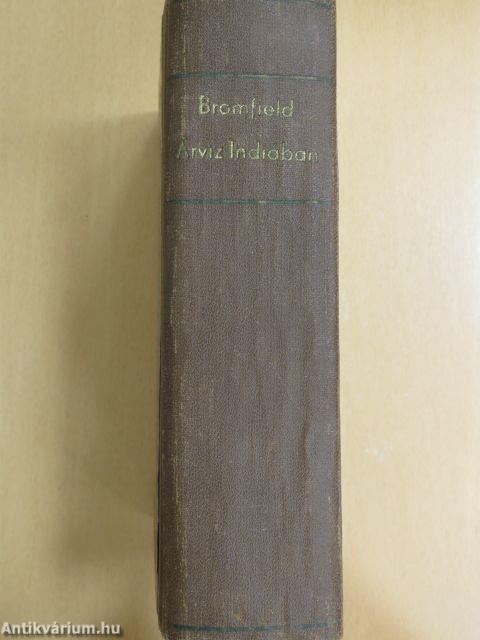 Bromfield
Árvíz Indiában
Antikvárium.hu